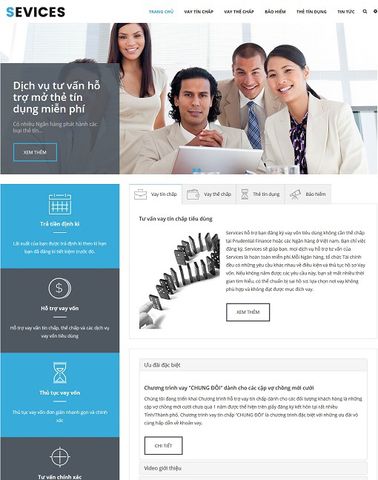 SEVICES
TRANG CHỦ VAY TÍN CHẤP VAY THẾ CHẤP BẢO HIỂM THẺ TÍN DỤNG TIN TỨC
Dịch vụ tư vấn hỗ
trợ mở thẻ tín
dụng miễn phí
Có nhiều Ngân hàng phát hành các
loại thẻ tín...
XEM THÊM
Trả tiền định kì
Lãi suất của bạn được trả định kì theo kì hạn
bạn đã đăng kí tiết kiệm trước đó.
Hỗ trợ vay vốn
Hỗ trợ vay vốn tín chấp, thế chấp và các dịch vụ
vay vốn tiêu dùng
Thủ tục vay vốn
Thủ tục vay vốn đơn giản nhanh gọn và chính
xác
Tư vấn chính xác
Vay tín chấp Vay thế chấp Thẻ tín dụng Bảo hiểm
Tư vấn vay tín chấp tiêu dùng
Services hỗ trợ bạn đăng ký vay vốn tiêu dùng không cần thế chấp
tại Prudential Finance hoặc các Ngân hàng ở Việt nam. Bạn chỉ việc
đăng ký, Services sẽ giúp bạn, mọi dịch vụ hỗ trợ tư vấn của
Services là hoàn toàn miễn phí. Mỗi Ngân hàng, tổ chức Tài chính
đều có những yêu cầu khác nhau về điều kiện và thủ tục hồ sơ vay
vốn. Nếu không nắm được các yêu cầu này, bạn sẽ mất nhiều thời
gian tìm hiểu, có thể chuẩn bị sai hồ sơ, lựa chọn nơi vay không
phù hợp và không đạt được mục đích vay.
XEM THÊM
Ưu đãi đặc biệt
Chương trình vay "CHUNG ĐÔI" dành cho các cặp vợ chồng mới cưới
Chúng tôi đang triển khai Chương trình hỗ trợ vay tín chấp dành cho các đối tượng khách hàng là những
cặp vợ chồng mới cưới chưa quá 1 năm được thể hiện trên giấy đăng ký kết hôn tại rất nhiều
Tỉnh/Thành phố. Chương trình vay tín chấp "CHUNG ĐÔI" là chương trình đặc biệt với những ưu đãi vô
cùng hấp dẫn về khoản vay.
CHI TIẾT
Video giới thiệu